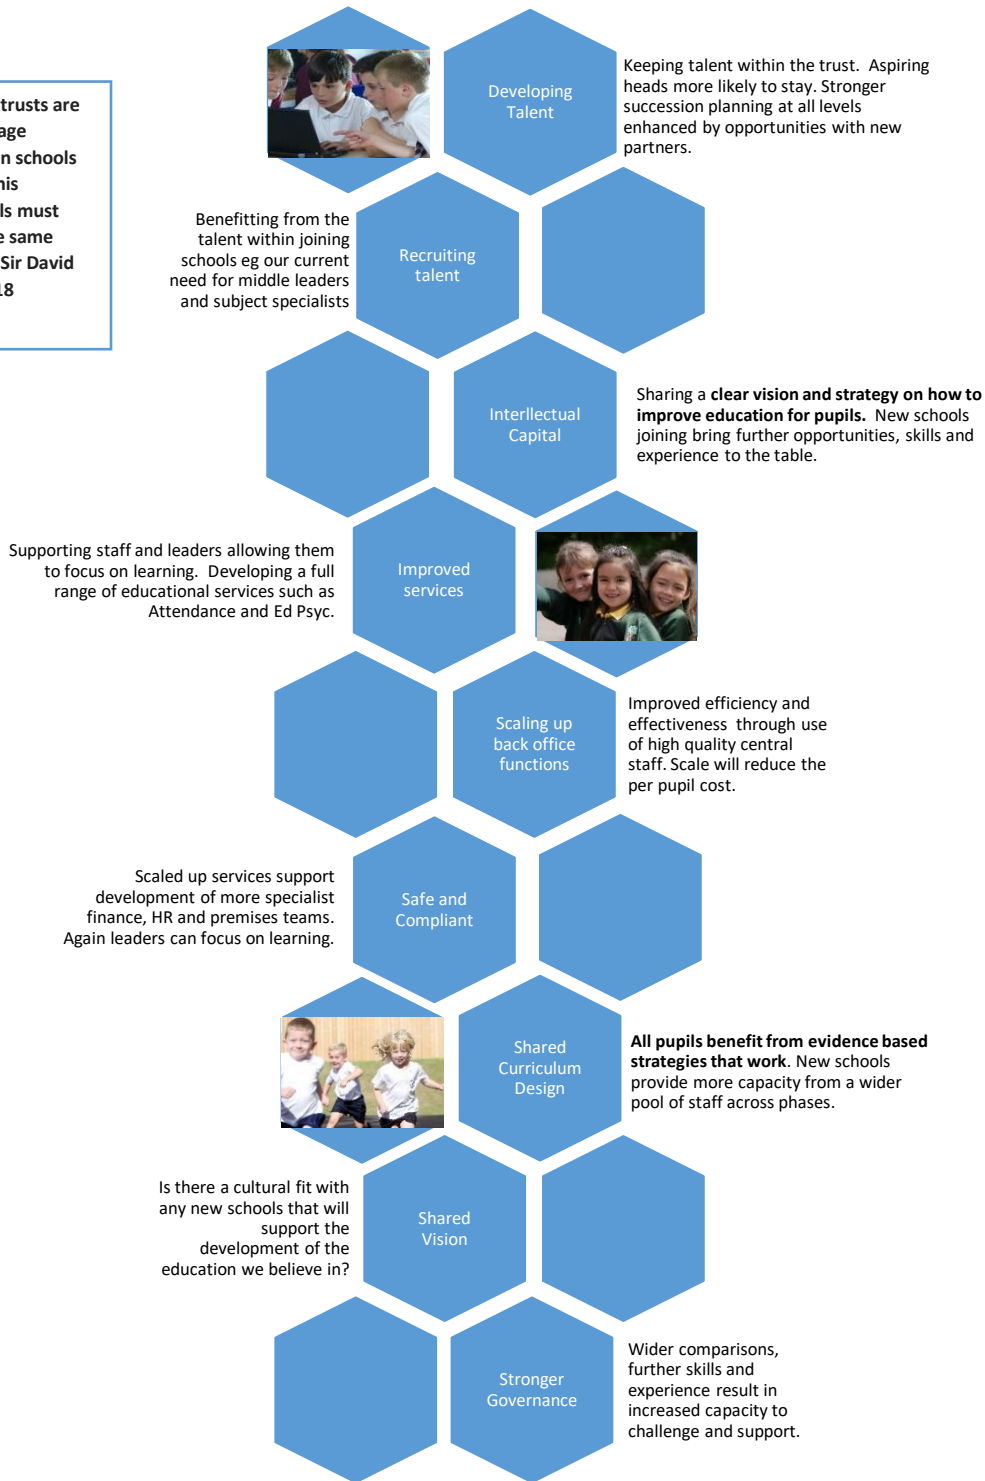 trusts are
age
n schools
his
ls must
e same
Sir David
18
Developing
Talent
Keeping talent within the trust. Aspiring
heads more likely to stay. Stronger
succession planning at all levels
enhanced by opportunities with new
partners.
Benefitting from the
talent within joining
schools eg our current
need for middle leaders
and subject specialists
Recruiting
talent
Interllectual
Capital
Sharing a clear vision and strategy on how to
improve education for pupils. New schools
joining bring further opportunities, skills and
experience to the table.
Supporting staff and leaders allowing them
to focus on learning. Developing a full
range of educational services such as
Attendance and Ed Psyc.
Improved
services
Scaling up
back office
functions
Improved efficiency and
effectiveness through use
of high quality central
staff. Scale will reduce the
per pupil cost.
Scaled up services support
development of more specialist
finance, HR and premises teams.
Again leaders can focus on learning.
Safe and
Compliant
Shared
Curriculum
Design
All pupils benefit from evidence based
strategies that work. New schools
provide more capacity from a wider
pool of staff across phases.
Is there a cultural fit with
any new schools that will
support the
development of the
education we believe in?
Shared
Vision
Stronger
Governance
Wider comparisons,
further skills and
experience result in
increased capacity to
challenge and support.